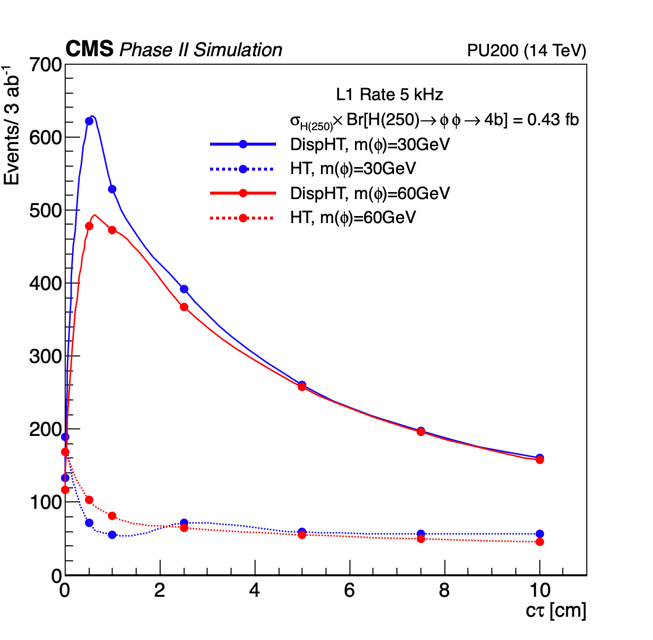 CMS Phase II Simulation PU200 (14 TeV)
Events/ 3 ab⁻¹
700
600
500
400
300
200
100
0
L1 Rate 5 kHz
σH(250)× Br[H(250)→ϕ ϕ→4b] = 0.43 fb
DispHT, m(ϕ)=30GeV
HT, m(ϕ)=30GeV
DispHT, m(ϕ)=60GeV
HT, m(ϕ)=60GeV
0 2 4 6 8 10
cτ [cm]